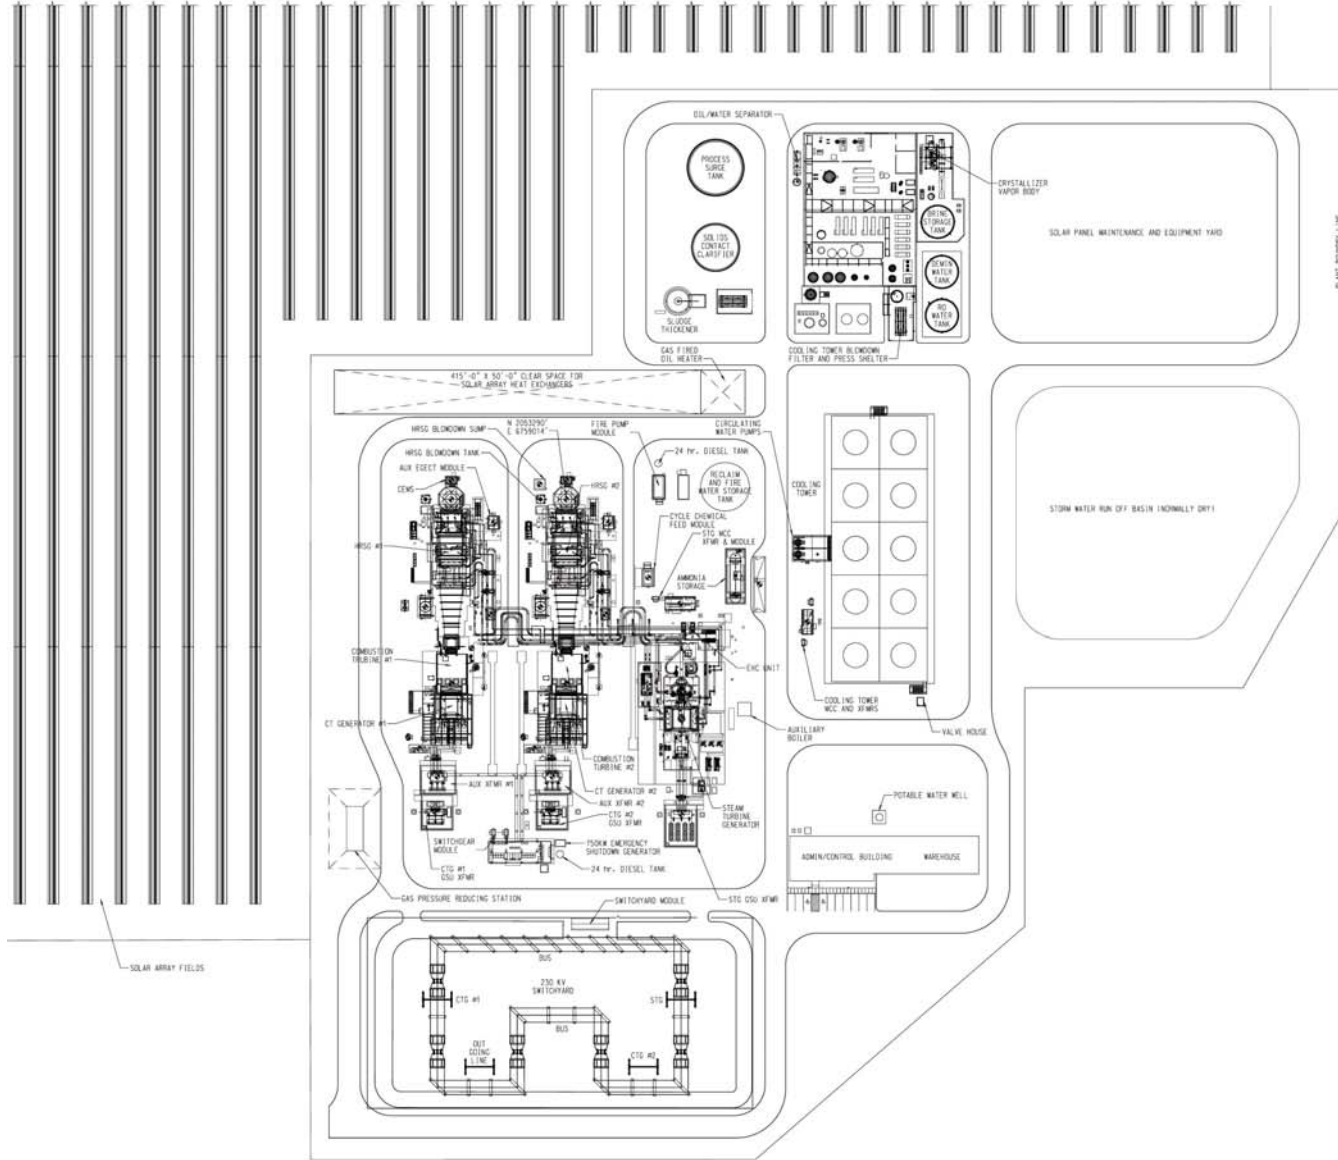 OIL/WATER SEPARATOR
PROCESS
SURGE
TANK
CRYSTALLIZER
VAPOR BODY
BRINE
STORAGE
TANK
SOLIDS
CONTACT
CLARIFIER
SOLAR PANEL MAINTENANCE AND EQUIPMENT YARD
DEMIN
WATER
TANK
RO
WATER
TANK
SLUDGE
THICKENER
GAS FIRED
OIL HEATER
COOLING TOWER BLOWDOWN
FILTER AND PRESS SHELTER
415'-0" X 50'-0" CLEAR SPACE FOR
SOLAR ARRAY HEAT EXCHANGERS
N 2053290'
E 6759014'
HRSG BLOWDOWN SUMP
FIRE PUMP
MODULE
CIRCULATING
WATER PUMPS
24 hr. DIESEL TANK
HRSG BLOWDOWN TANK
AUX EGECT MODULE
CEMS
HRSG #2
RECLAIM
AND FIRE
WATER STORAGE
TANK
COOLING
TOWER
STORM WATER RUN OFF BASIN (NORMALLY DRY)
CYCLE CHEMICAL
FEED MODULE
STG MCC
XFMR & MODULE
HRSG #1
AMMONIA
STORAGE
COMBUSTION
TRUBINE #1
EHC UNIT
COOLING TOWER
MCC AND XFMRS
CT GENERATOR #1
AUXILIARY
BOILER
VALVE HOUSE
COMBUSTION
TURBINE #2
AUX XFMR #1
CT GENERATOR #2
AUX XFMR #2
CTG #2
GSU XFMR
STEAM
TURBINE
GENERATOR
POTABLE WATER WELL
SWITCHGEAR
MODULE
750KW EMERGENCY
SHUTDOWN GENERATOR
ADMIN/CONTROL BUILDING
WAREHOUSE
CTG #1
GSU XFMR
24 hr. DIESEL TANK
GAS PRESSURE REDUCING STATION
SWITCHYARD MODULE
STG GSU XFMR
SOLAR ARRAY FIELDS
BUS
230 KV
SWITCHYARD
CTG #1
STG
BUS
OUT
GOING
LINE
CTG #2